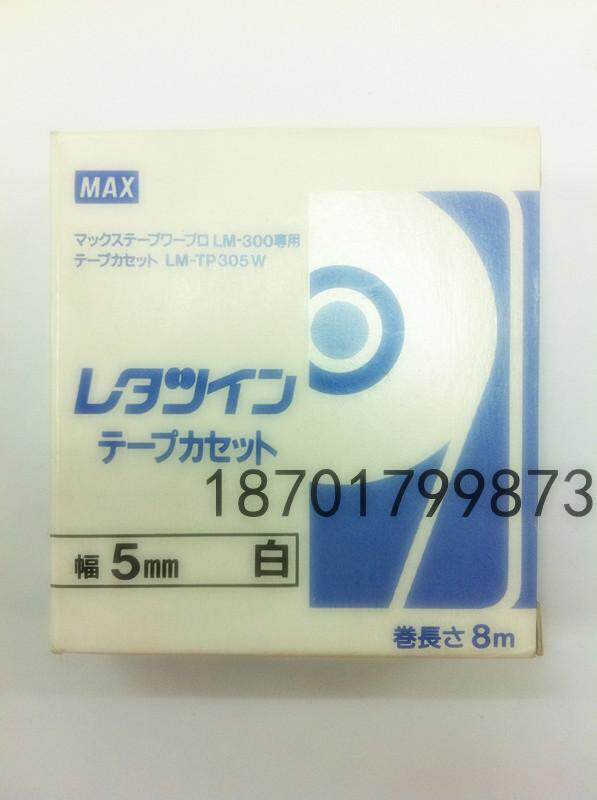 MAX
マックステープワープロ LM-300専用
テープカセット LM-TP305W
レタツイン
テープカセット
18701799873
幅 5mm 白
巻長さ 8m